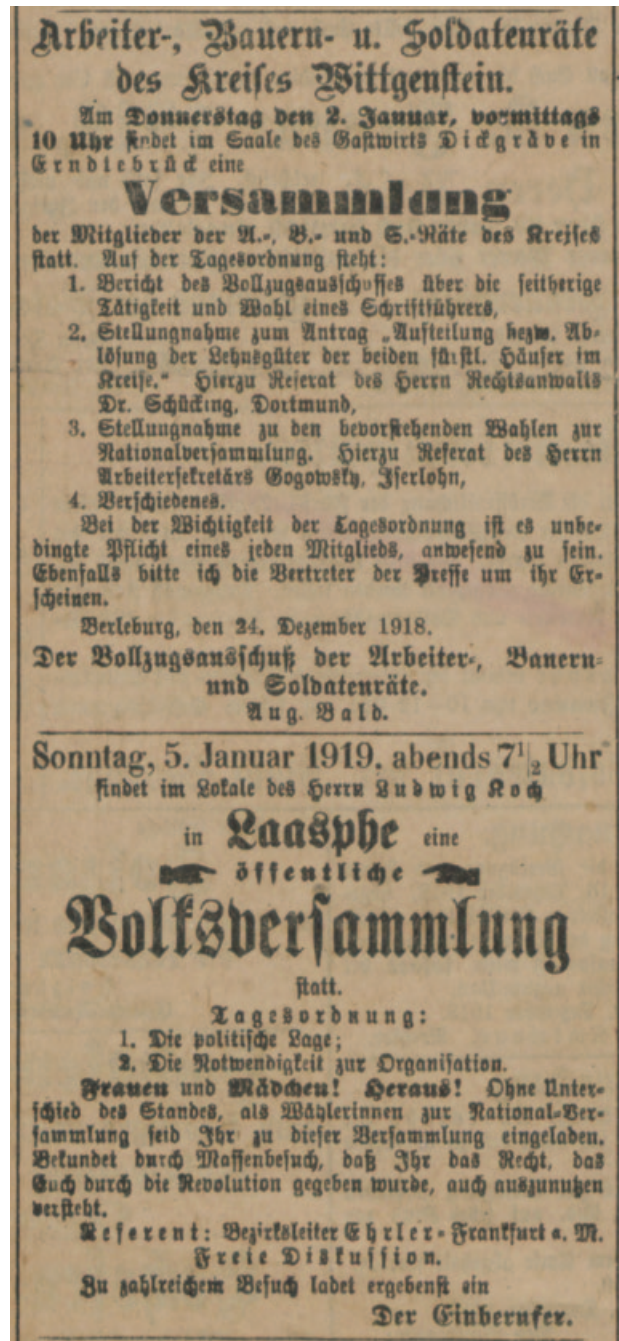 Arbeiter-, Bauern- u. Soldatenräte
des Kreises Wittgenstein.
Am Donnerstag den 2. Januar, vormittags
10 Uhr findet im Saale des Gastwirts Dickgräve in
Erndtebrück eine
Versammlung
der Mitglieder der A.-, B.- und S.-Räte des Kreises
statt. Auf der Tagesordnung steht:
1. Bericht des Vollzugsausschusses über die seitherige
Tätigkeit und Wahl eines Schriftführers,
2. Stellungnahme zum Antrag „Aufteilung bezw. Ab-
lösung der Lehnsgüter der beiden fürstl. Häuser im
Kreise.“ Hierzu Referat des Herrn Rechtsanwalts
Dr. Schücking, Dortmund,
3. Stellungnahme zu den bevorstehenden Wahlen zur
Nationalversammlung. Hierzu Referat des Herrn
Arbeitersekretärs Gogowsky, Iserlohn,
4. Verschiedenes.
Bei der Wichtigkeit der Tagesordnung ist es unbe-
dingte Pflicht eines jeden Mitglieds, anwesend zu sein.
Ebenfalls bitte ich die Vertreter der Presse um ihr Er-
scheinen.
Berleburg, den 24. Dezember 1918.
Der Vollzugsausschuß der Arbeiter-, Bauern-
und Soldatenräte.
Aug. Bald.
Sonntag, 5. Januar 1919, abends 7½ Uhr
findet im Lokale des Herrn Ludwig Koch
in Laasphe eine
öffentliche
Volksversammlung
statt.
Tagesordnung:
1. Die politische Lage;
2. Die Notwendigkeit zur Organisation.
Frauen und Mädchen! Heraus! Ohne Unter-
schied des Standes, als Wählerinnen zur National-Ver-
sammlung seid Ihr zu dieser Versammlung eingeladen.
Bekundet durch Massenbesuch, daß Ihr das Recht, das
Euch durch die Revolution gegeben wurde, auch auszunutzen
versteht.
Referent: Bezirksleiter Ehrler-Frankfurt a. M.
Freie Diskussion.
Zu zahlreichem Besuch ladet ergebenst ein
Der Einberufer.